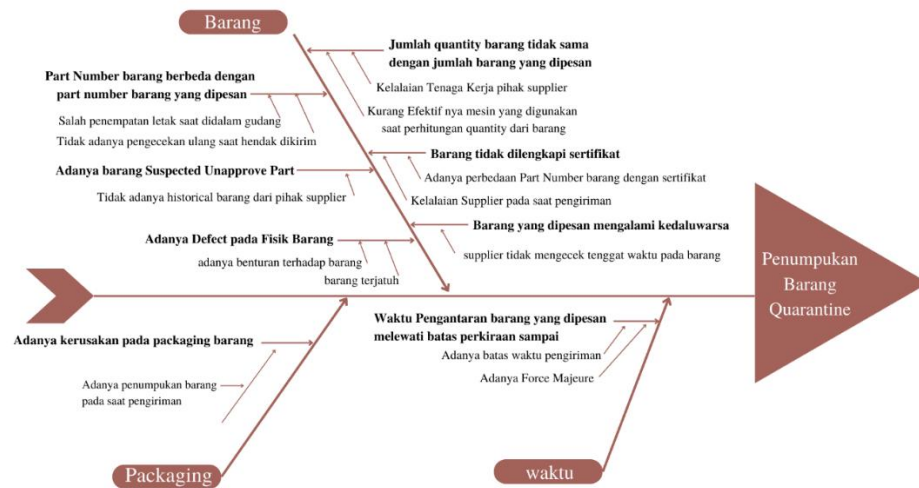 Barang
Jumlah quantity barang tidak sama
dengan jumlah barang yang dipesan
Kelalaian Tenaga Kerja pihak supplier
Kurang Efektif nya mesin yang digunakan
saat perhitungan quantity dari barang
Part Number barang berbeda dengan
part number barang yang dipesan
Salah penempatan letak saat didalam gudang
Tidak adanya pengecekan ulang saat hendak dikirim
Barang tidak dilengkapi sertifikat
Adanya perbedaan Part Number barang dengan sertifikat
Kelalaian Supplier pada saat pengiriman
Adanya barang Suspected Unapprove Part
Tidak adanya historical barang dari pihak supplier
Barang yang dipesan mengalami kedaluwarsa
supplier tidak mengecek tenggat waktu pada barang
Adanya Defect pada Fisik Barang
adanya benturan terhadap barang
barang terjatuh
Penumpukan
Barang
Quarantine
Waktu Pengantaran barang yang dipesan
melewati batas perkiraan sampai
Adanya batas waktu pengiriman
Adanya Force Majeure
Adanya kerusakan pada packaging barang
Adanya penumpukan barang
pada saat pengiriman
Packaging
waktu